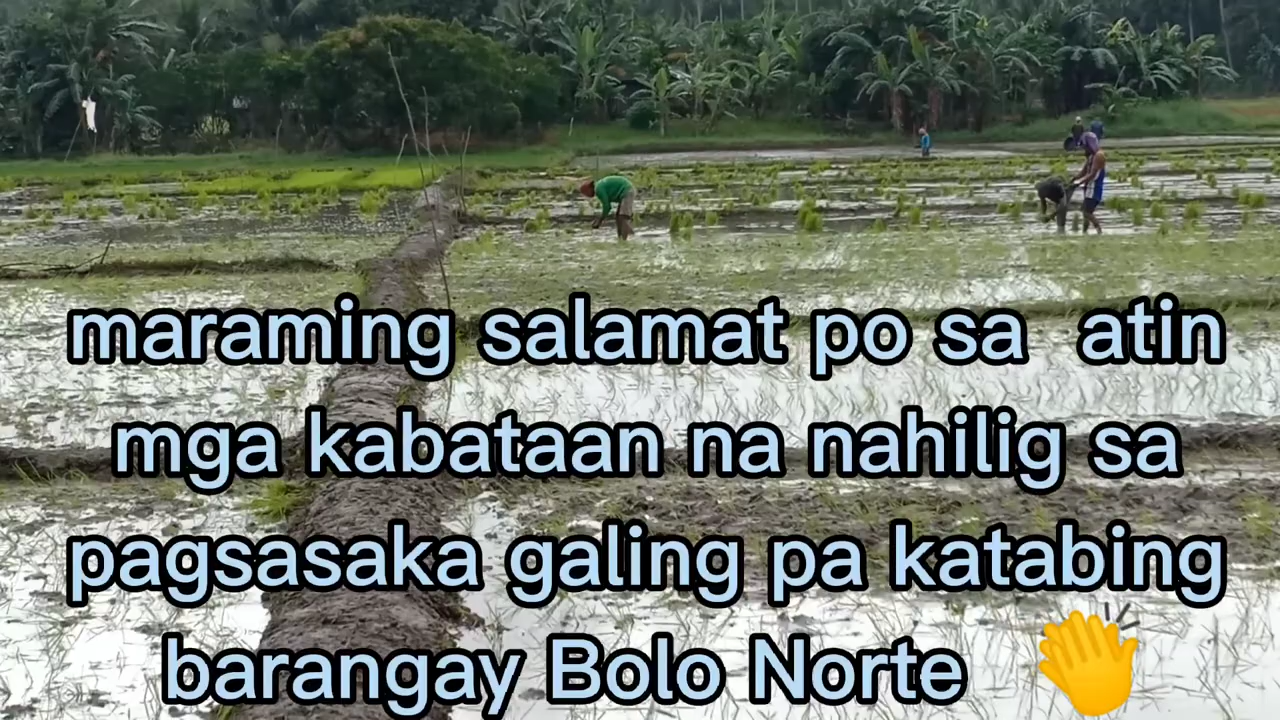 maraming salamat po sa atin
mga kabataan na nahilig sa
pagsasaka galing pa katabing
barangay Bolo Norte 👏